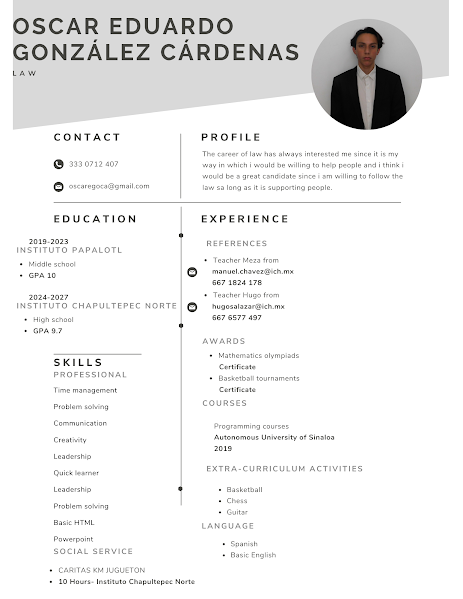 OSCAR EDUARDO
GONZÁLEZ CÁRDENAS
LAW
CONTACT
333 0712 407
oscaregoca@gmail.com
PROFILE
The career of law has always interested me since it is my
way in which i would be willing to help people and i think i
would be a great candidate since i am willing to follow the
law sa long as it is supporting people.
EDUCATION
2019-2023
INSTITUTO PAPALOTL
• Middle school
• GPA 10
2024-2027
INSTITUTO CHAPULTEPEC NORTE
• High school
• GPA 9.7
SKILLS
PROFESSIONAL
Time management
Problem solving
Communication
Creativity
Leadership
Quick learner
Leadership
Problem solving
Basic HTML
Powerpoint
SOCIAL SERVICE
• CARITAS KM JUGUETON
• 10 Hours- Instituto Chapultepec Norte
EXPERIENCE
REFERENCES
• Teacher Meza from
manuel.chavez@ich.mx
667 1824 178
• Teacher Hugo from
hugosalazar@ich.mx
667 6577 497
AWARDS
• Mathematics olympiads
Certificate
• Basketball tournaments
Certificate
COURSES
Programming courses
Autonomous University of Sinaloa
2019
EXTRA-CURRICULUM ACTIVITIES
• Basketball
• Chess
• Guitar
LANGUAGE
• Spanish
• Basic English